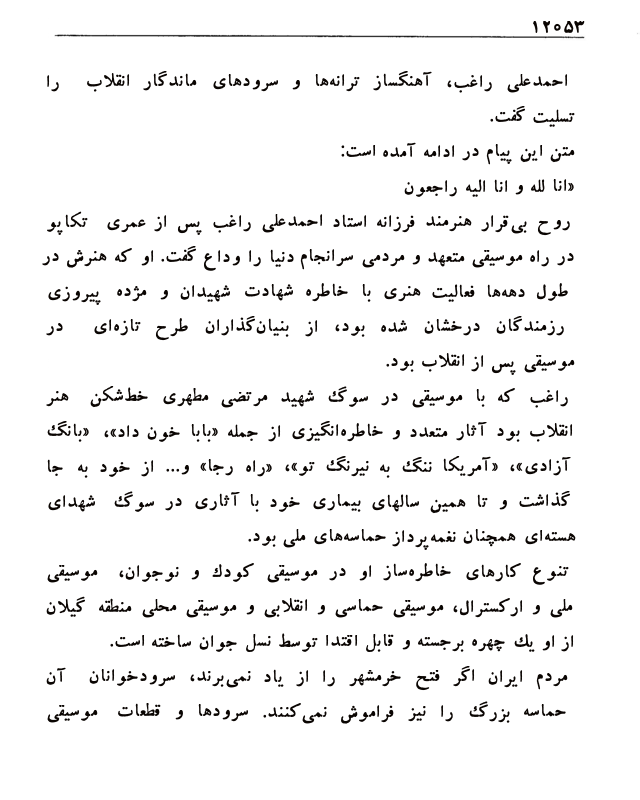 ۱۲۰۵۳
احمدعلی راغب، آهنگساز ترانه‌ها و سرودهای ماندگار انقلاب را
تسلیت گفت.
متن این پیام در ادامه آمده است:
«انا لله و انا الیه راجعون
روح بی‌قرار هنرمند فرزانه استاد احمدعلی راغب پس از عمری تکاپو
در راه موسیقی متعهد و مردمی سرانجام دنیا را وداع گفت. او که هنرش در
طول دهه‌ها فعالیت هنری با خاطره شهادت شهیدان و مژده پیروزی
رزمندگان درخشان شده بود، از بنیان‌گذاران طرح تازه‌ای در
موسیقی پس از انقلاب بود.
راغب که با موسیقی در سوگ شهید مرتضی مطهری خط‌شکن هنر
انقلاب بود آثار متعدد و خاطره‌انگیزی از جمله «بابا خون داد»، «بانگ
آزادی»، «آمریکا ننگ به نیرنگ تو»، «راه رجا» و... از خود به جا
گذاشت و تا همین سالهای بیماری خود با آثاری در سوگ شهدای
هسته‌ای همچنان نغمه‌پرداز حماسه‌های ملی بود.
تنوع کارهای خاطره‌ساز او در موسیقی کودك و نوجوان، موسیقی
ملی و ارکسترال، موسیقی حماسی و انقلابی و موسیقی محلی منطقه گیلان
از او یك چهره برجسته و قابل اقتدا توسط نسل جوان ساخته است.
مردم ایران اگر فتح خرمشهر را از یاد نمی‌برند، سرودخوانان آن
حماسه بزرگ را نیز فراموش نمی‌کنند. سرودها و قطعات موسیقی